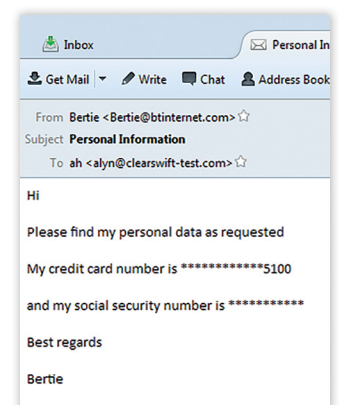 Inbox
Personal In
Get Mail Write Chat Address Book
From Bertie <Bertie@btinternet.com>
Subject Personal Information
To ah <alyn@clearswift-test.com>
Hi
Please find my personal data as requested
My credit card number is ************5100
and my social security number is ***********
Best regards
Bertie